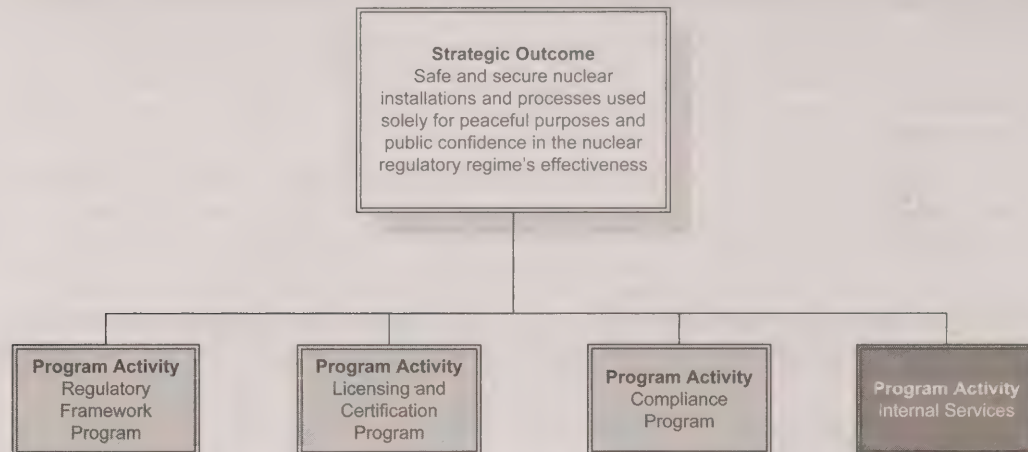 Strategic Outcome
Safe and secure nuclear
installations and processes used
solely for peaceful purposes and
public confidence in the nuclear
regulatory regime's effectiveness
Program Activity
Regulatory
Framework
Program
Program Activity
Licensing and
Certification
Program
Program Activity
Compliance
Program
Program Activity
Internal Services